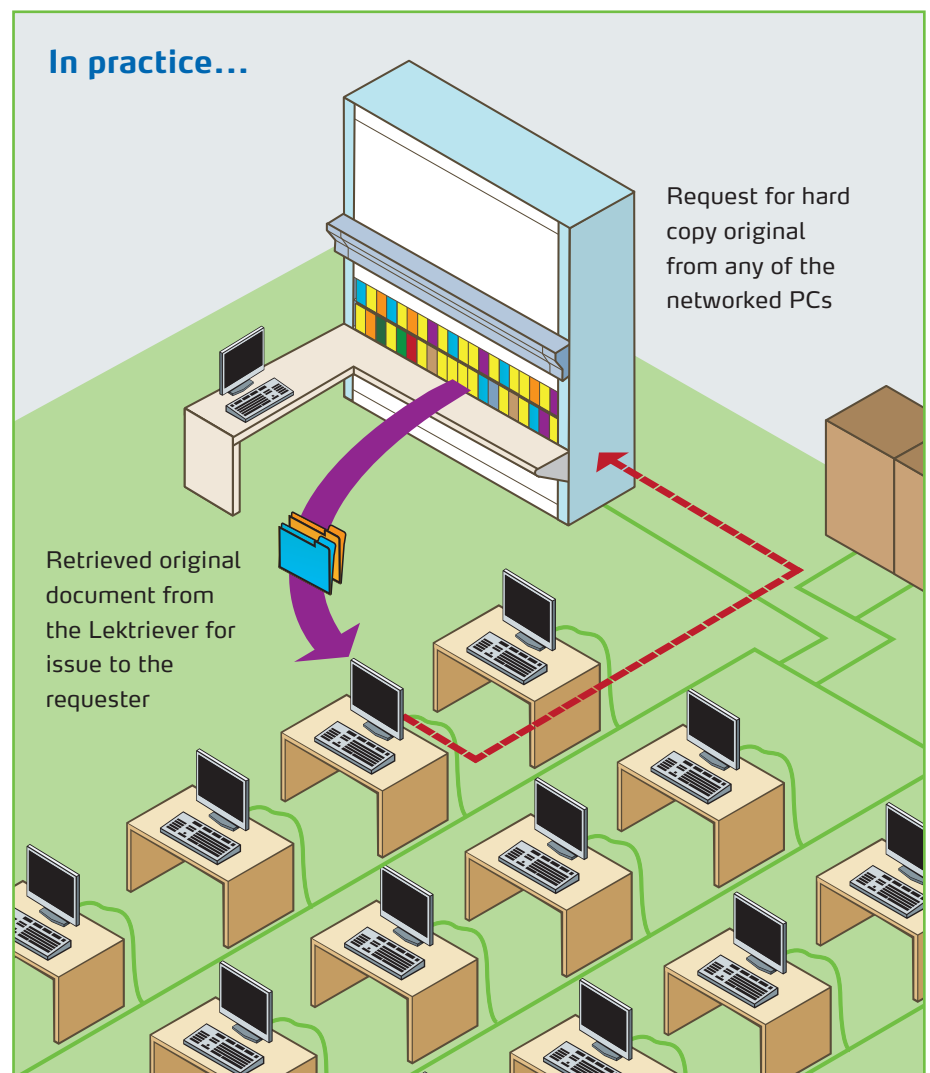 In practice...
Request for hard
copy original
from any of the
networked PCs
Retrieved original
document from
the Lektriever for
issue to the
requester